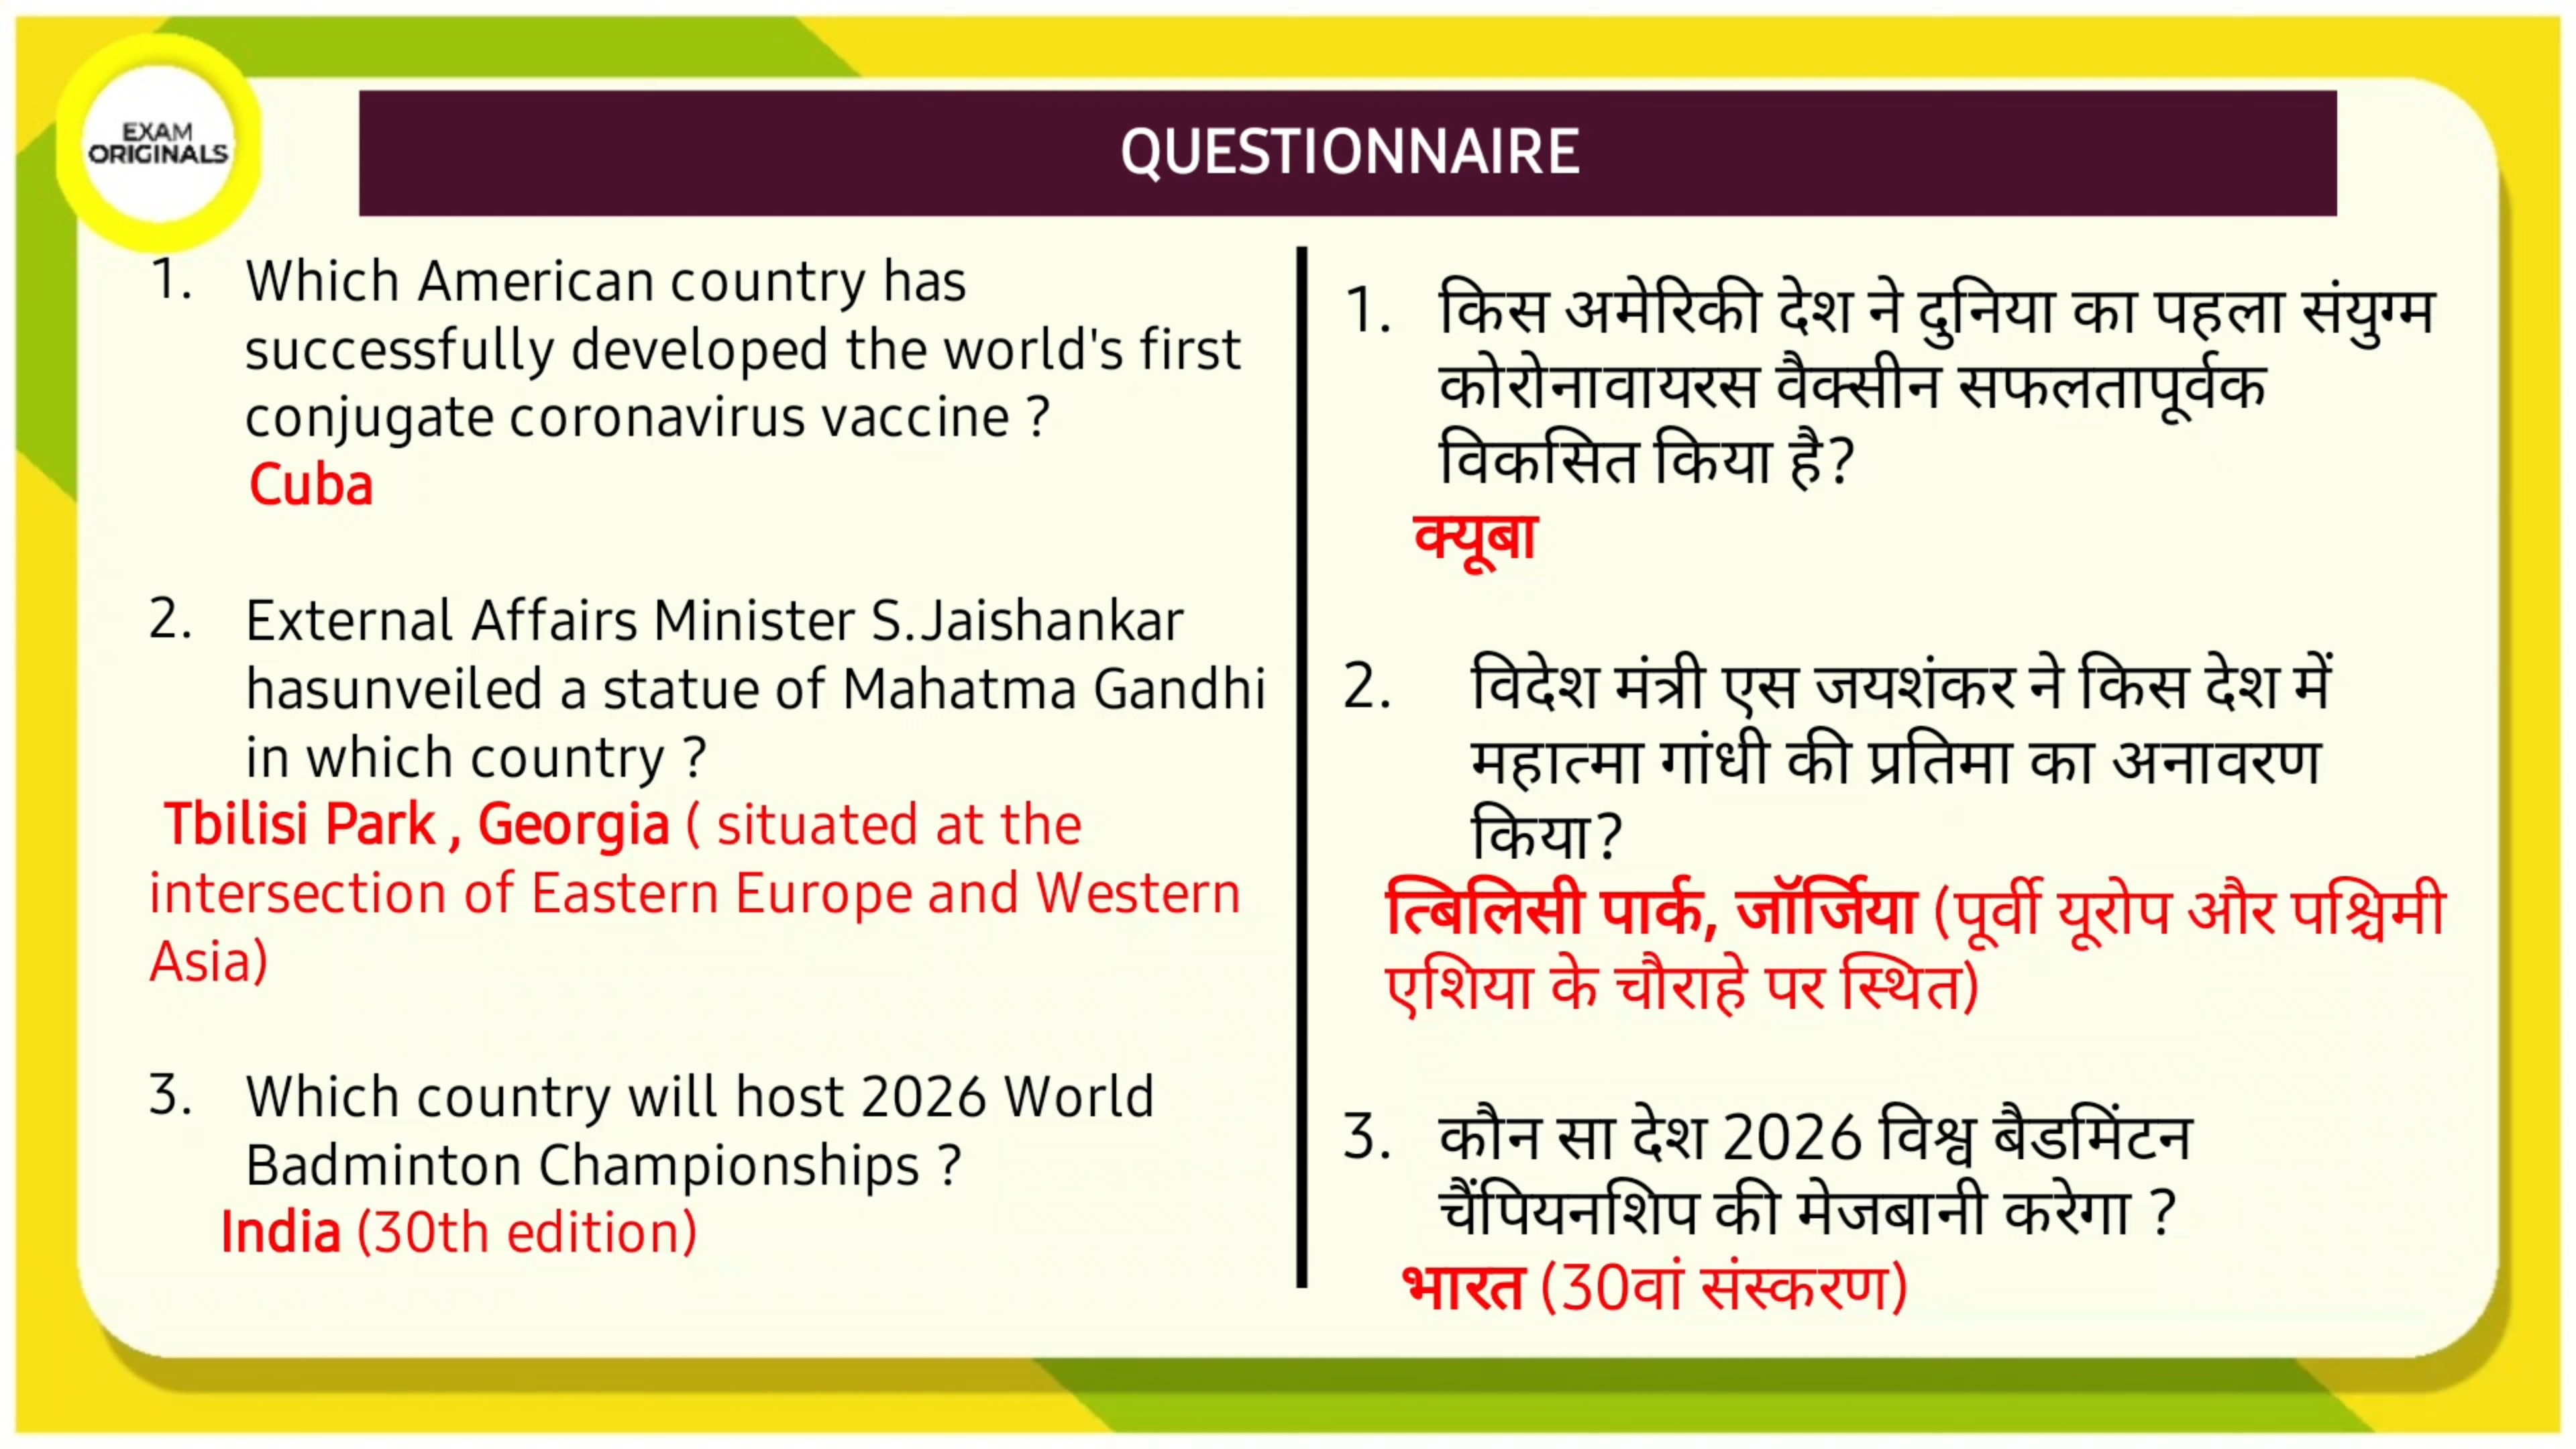 EXAM
ORIGINALS
QUESTIONNAIRE
1. Which American country has
successfully developed the world's first
conjugate coronavirus vaccine ?
Cuba
2. External Affairs Minister S.Jaishankar
hasunveiled a statue of Mahatma Gandhi
in which country ?
Tbilisi Park , Georgia ( situated at the
intersection of Eastern Europe and Western
Asia)
3. Which country will host 2026 World
Badminton Championships ?
India (30th edition)
1. किस अमेरिकी देश ने दुनिया का पहला संयुग्म
कोरोनावायरस वैक्सीन सफलतापूर्वक
विकसित किया है?
क्यूबा
2. विदेश मंत्री एस जयशंकर ने किस देश में
महात्मा गांधी की प्रतिमा का अनावरण
किया?
त्बिलिसी पार्क, जॉर्जिया (पूर्वी यूरोप और पश्चिमी
एशिया के चौराहे पर स्थित)
3. कौन सा देश 2026 विश्व बैडमिंटन
चैंपियनशिप की मेजबानी करेगा ?
भारत (30वां संस्करण)